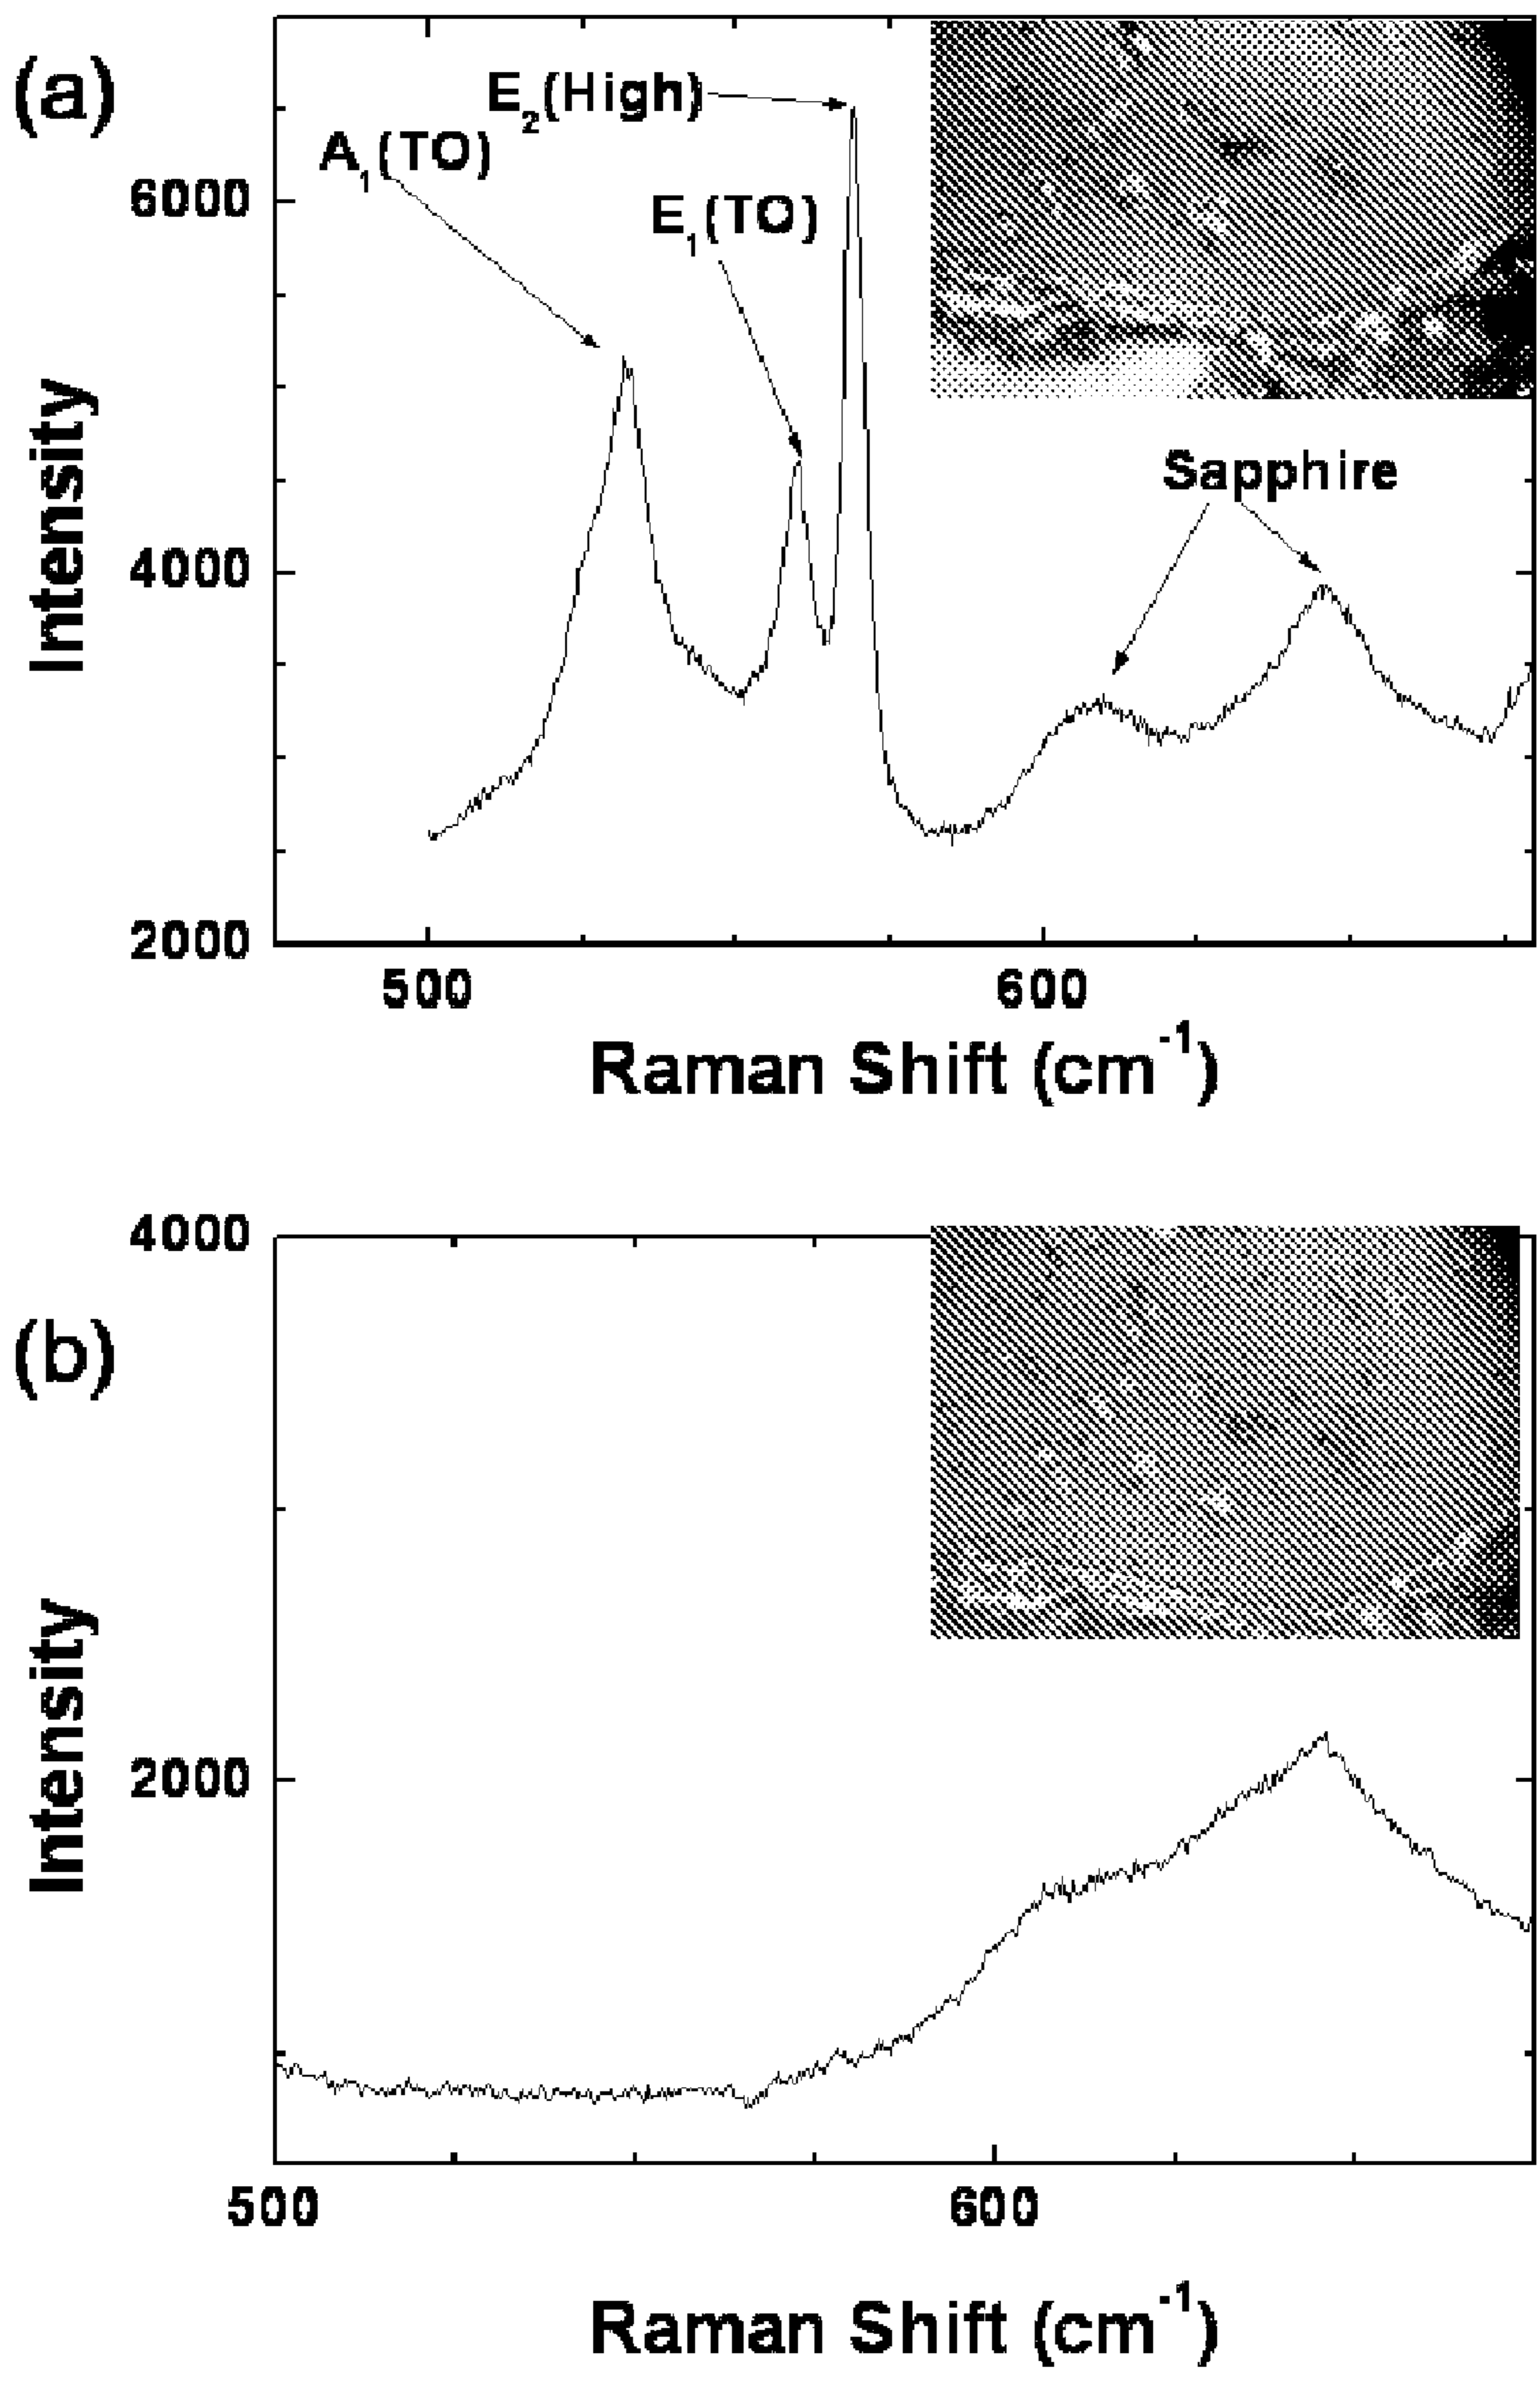 (a)
E₂(High)
A₁(TO)
E₁(TO)
Sapphire
6000
4000
2000
Intensity
500 600
Raman Shift (cm⁻¹)
(b)
4000
2000
Intensity
500 600
Raman Shift (cm⁻¹)